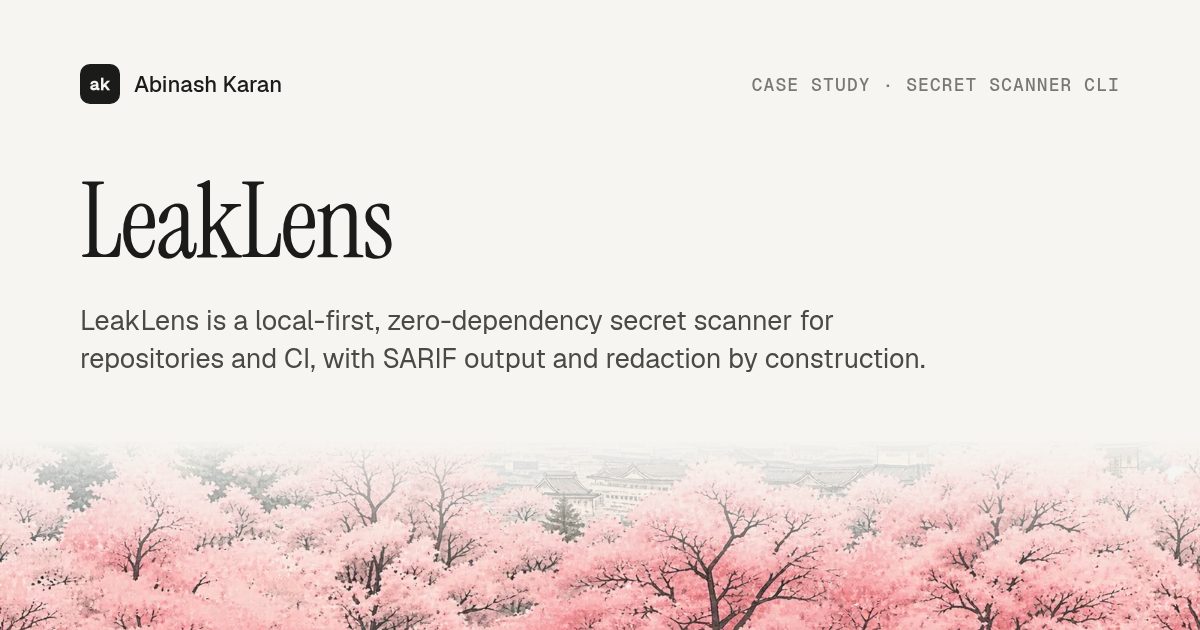 ak Abinash Karan
CASE STUDY · SECRET SCANNER CLI
LeakLens
LeakLens is a local-first, zero-dependency secret scanner for
repositories and CI, with SARIF output and redaction by construction.